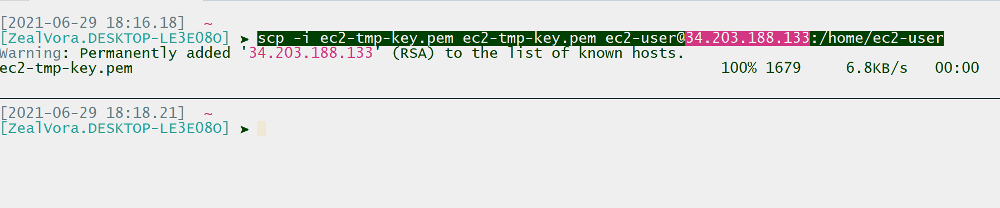 [2021-06-29 18:16.18] ~
[ZealVora.DESKTOP-LE3E08O] ➤ scp -i ec2-tmp-key.pem ec2-tmp-key.pem ec2-user@34.203.188.133:/home/ec2-user
Warning: Permanently added '34.203.188.133' (RSA) to the list of known hosts.
ec2-tmp-key.pem 100% 1679 6.8KB/s 00:00
[2021-06-29 18:18.21] ~
[ZealVora.DESKTOP-LE3E08O] ➤